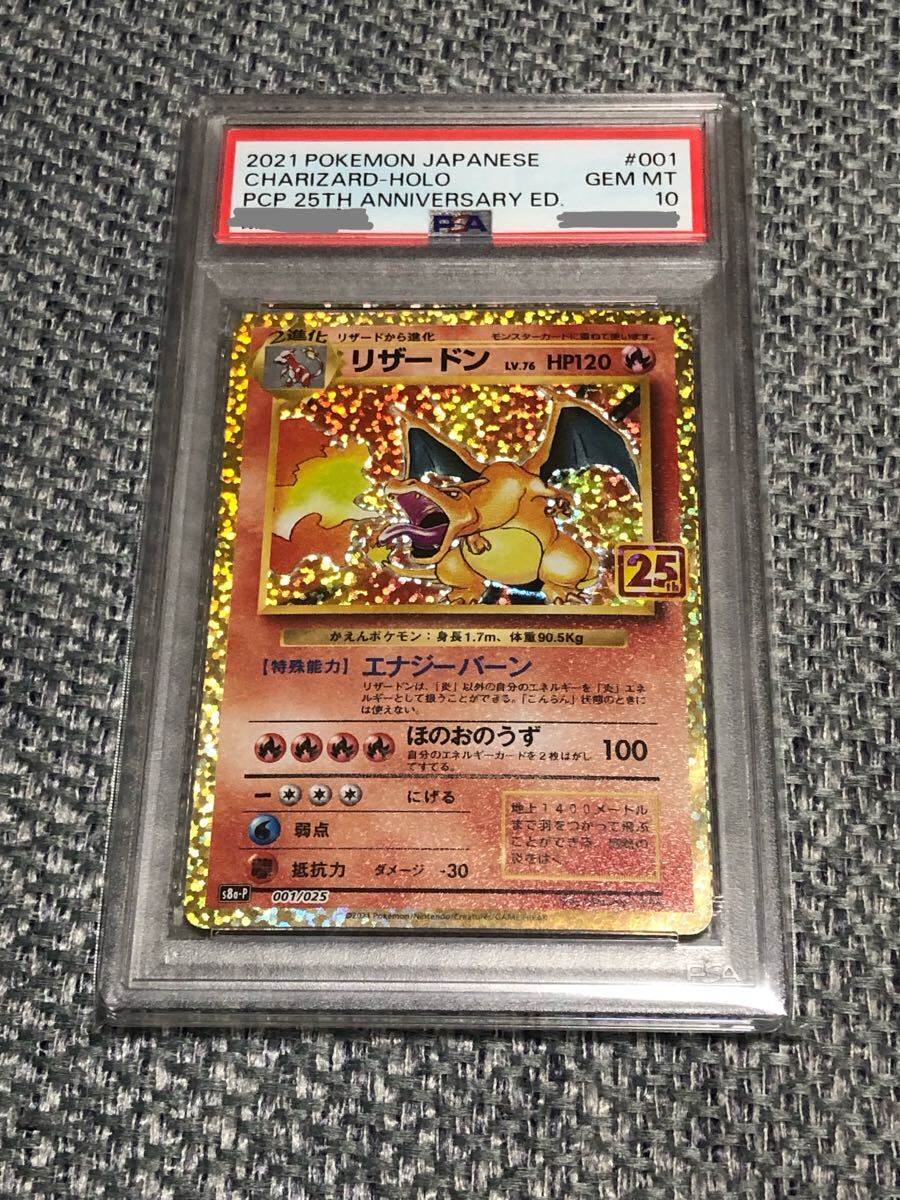 2021 POKEMON JAPANESE #001
CHARIZARD-HOLO GEM MT
PCP 25TH ANNIVERSARY ED. 10
PSA
2進化 リザードから進化 モンスターカードに重ねて使います。
リザードン LV.76 HP120
25th
かえんポケモン：身長1.7m、体重90.5Kg
【特殊能力】 エナジーバーン
リザードンは、「炎」以外の自分のエネルギーを「炎」エネ
ルギーとして扱うことができる。「こんらん」状態のときに
は使えない。
ほのおのうず 100
自分のエネルギーカードを2枚はがし
てすてる。
にげる
弱点
抵抗力 ダメージ -30
地上1400メートル
まで羽をつかって飛ぶ
ことができる。
炎をはく。
s8a-P 001/025
©2021 Pokémon/Nintendo/Creatures/GAME FREAK
PSA